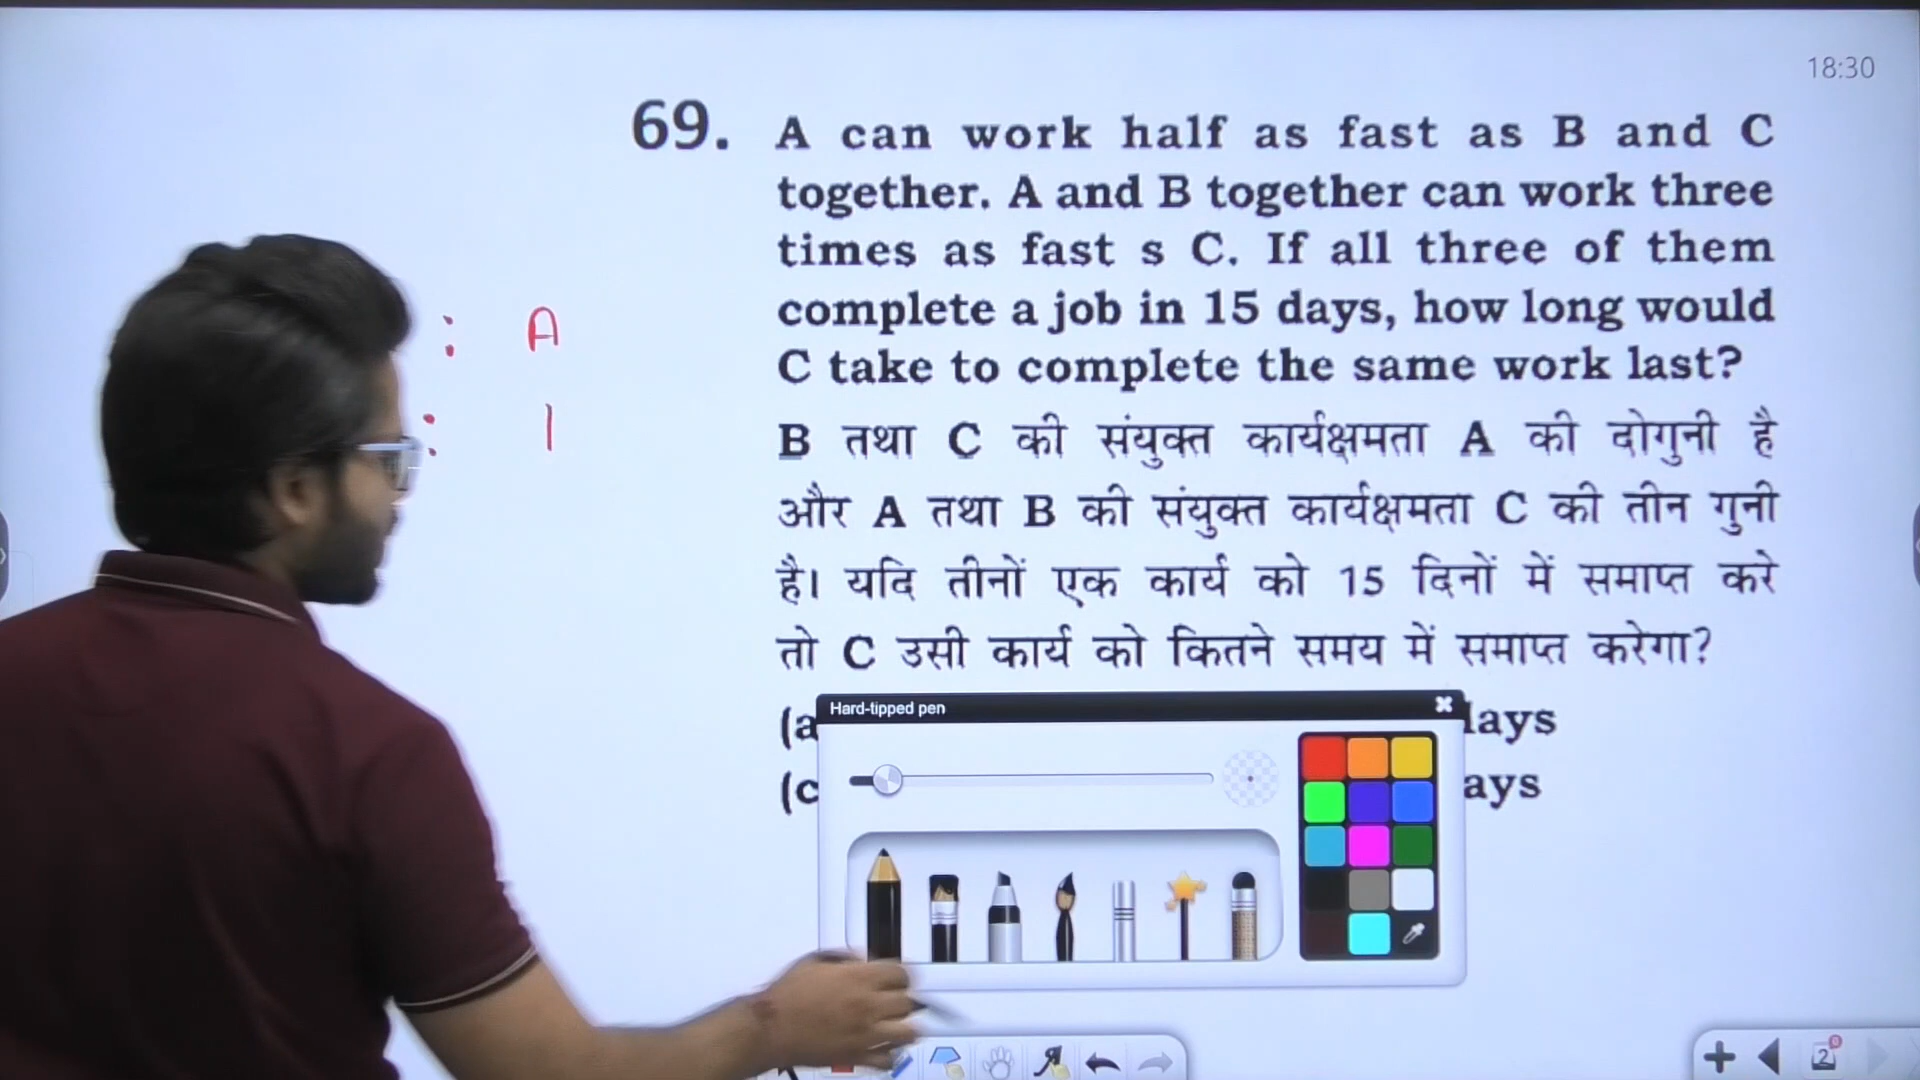 18:30
69. A can work half as fast as B and C
together. A and B together can work three
times as fast s C. If all three of them
complete a job in 15 days, how long would
C take to complete the same work last?
B तथा C की संयुक्त कार्यक्षमता A की दोगुनी है
और A तथा B की संयुक्त कार्यक्षमता C की तीन गुनी
है। यदि तीनों एक कार्य को 15 दिनों में समाप्त करे
तो C उसी कार्य को कितने समय में समाप्त करेगा?
: A
: 1
Hard-tipped pen
(a
(c
ays
2